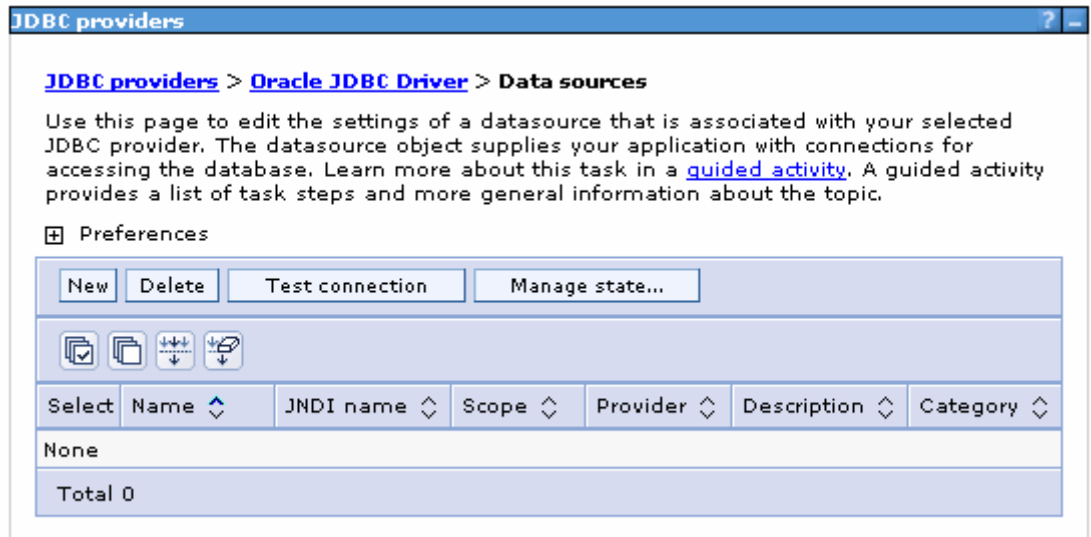 JDBC providers ? –
JDBC providers > Oracle JDBC Driver > Data sources
Use this page to edit the settings of a datasource that is associated with your selected
JDBC provider. The datasource object supplies your application with connections for
accessing the database. Learn more about this task in a guided activity. A guided activity
provides a list of task steps and more general information about the topic.
Preferences
New Delete Test connection Manage state...
Select Name JNDI name Scope Provider Description Category
None
Total 0